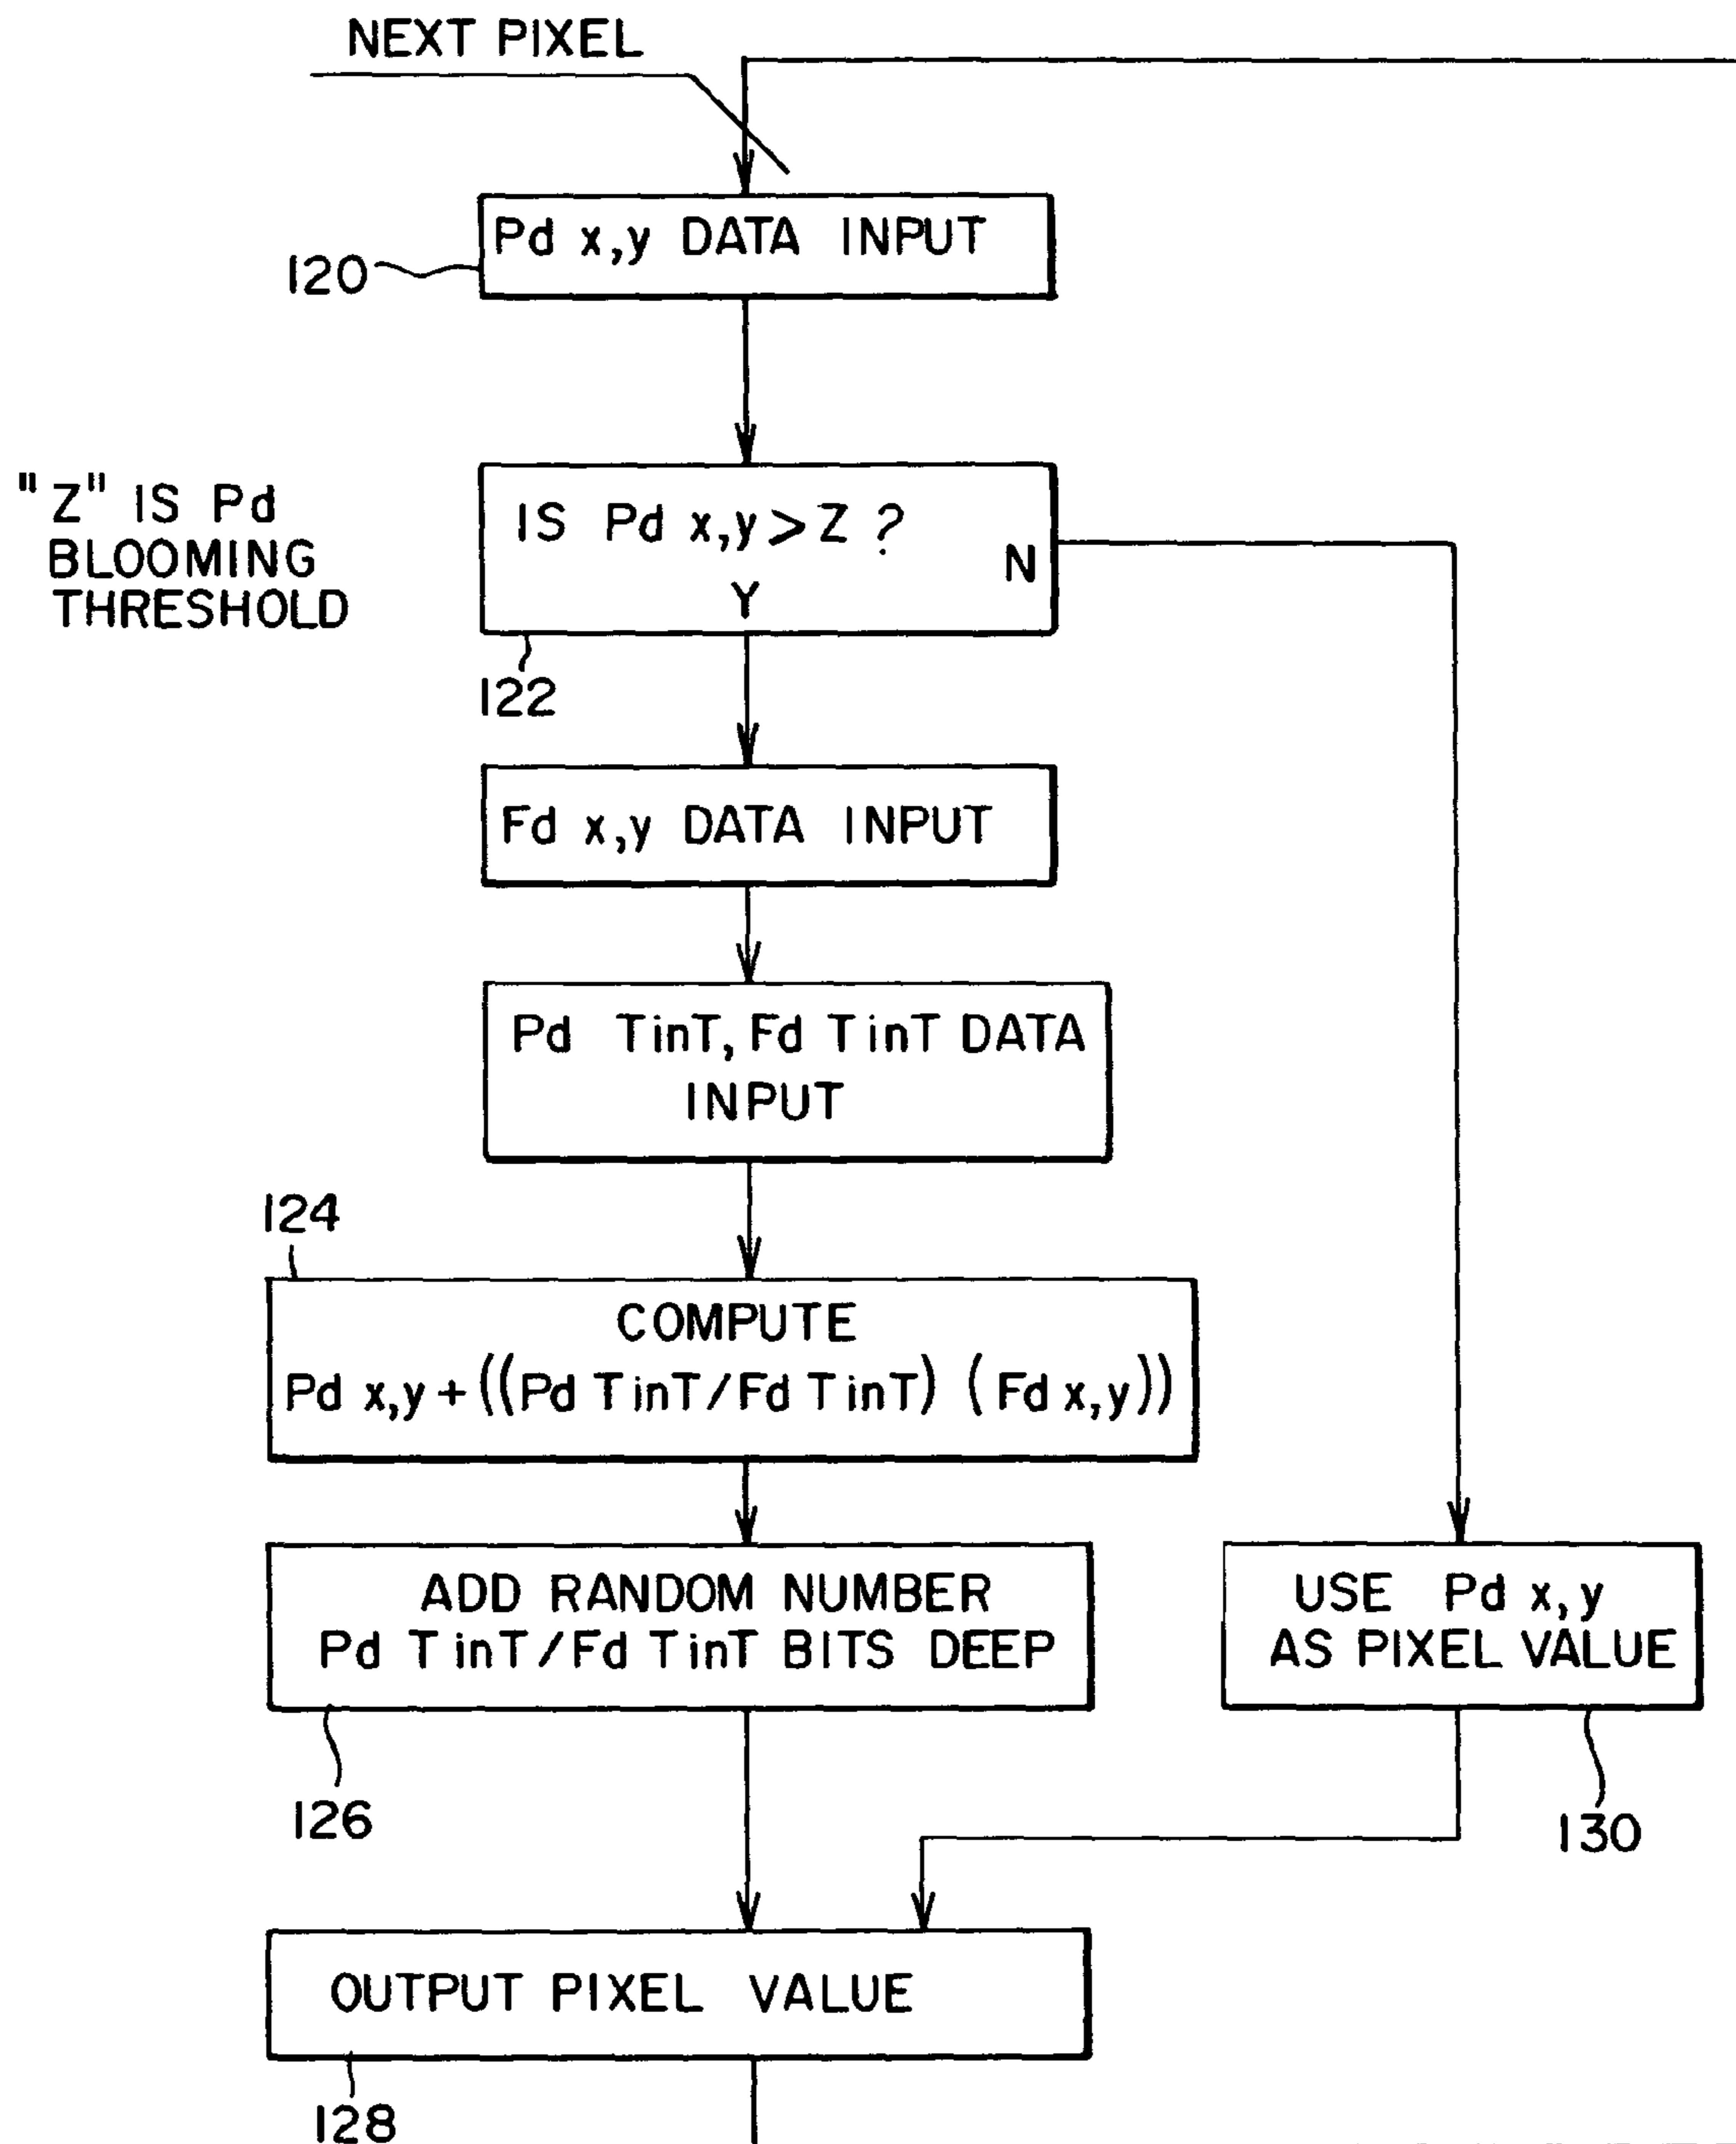 NEXT PIXEL
Pd x,y DATA INPUT
120
"Z" IS Pd
BLOOMING
THRESHOLD
IS Pd x,y > Z ?
N
Y
122
Fd x,y DATA INPUT
Pd TinT, Fd TinT DATA
INPUT
124
COMPUTE
Pd x,y + ((Pd TinT/Fd TinT) (Fd x,y))
ADD RANDOM NUMBER
Pd TinT/Fd TinT BITS DEEP
126
USE Pd x,y
AS PIXEL VALUE
130
OUTPUT PIXEL VALUE
128